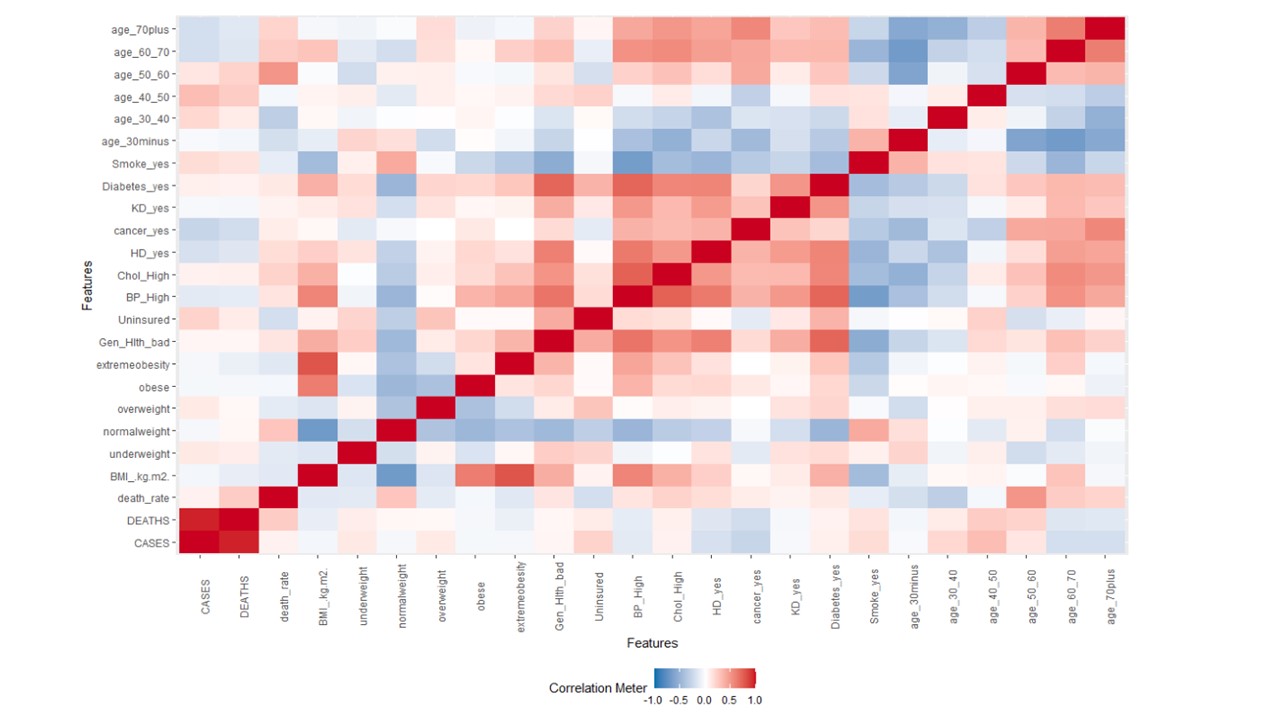 age_70plus
age_60_70
age_50_60
age_40_50
age_30_40
age_30minus
Smoke_yes
Diabetes_yes
KD_yes
cancer_yes
HD_yes
Chol_High
BP_High
Uninsured
Gen_Hlth_bad
extremeobesity
obese
overweight
normalweight
underweight
BMI_.kg.m2.
death_rate
DEATHS
CASES
Features
CASES
DEATHS
death_rate
BMI_.kg.m2.
underweight
normalweight
overweight
obese
extremeobesity
Gen_Hlth_bad
Uninsured
BP_High
Chol_High
HD_yes
cancer_yes
KD_yes
Diabetes_yes
Smoke_yes
age_30minus
age_30_40
age_40_50
age_50_60
age_60_70
age_70plus
Features
Correlation Meter
-1.0 -0.5 0.0 0.5 1.0